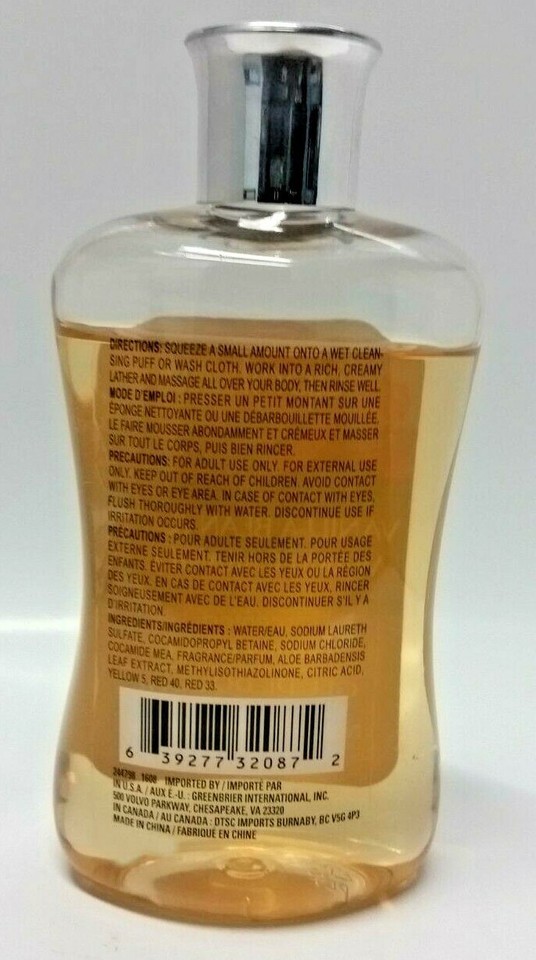 DIRECTIONS: SQUEEZE A SMALL AMOUNT ONTO A WET CLEAN-
SING PUFF OR WASH CLOTH. WORK INTO A RICH, CREAMY
LATHER AND MASSAGE ALL OVER YOUR BODY, THEN RINSE WELL.
MODE D'EMPLOI : PRESSER UN PETIT MONTANT SUR UNE
ÉPONGE NETTOYANTE OU UNE DÉBARBOUILLETTE MOUILLÉE.
LE FAIRE MOUSSER ABONDAMENT ET CRÉMEUX ET MASSER
SUR TOUT LE CORPS, PUIS BIEN RINCER.
PRECAUTIONS: FOR ADULT USE ONLY. FOR EXTERNAL USE
ONLY. KEEP OUT OF REACH OF CHILDREN. AVOID CONTACT
WITH EYES OR EYE AREA. IN CASE OF CONTACT WITH EYES,
FLUSH THOROUGHLY WITH WATER. DISCONTINUE USE IF
IRRITATION OCCURS.
PRÉCAUTIONS : POUR ADULTE SEULEMENT. POUR USAGE
EXTERNE SEULEMENT. TENIR HORS DE LA PORTÉE DES
ENFANTS. ÉVITER CONTACT AVEC LES YEUX OU LA RÉGION
DES YEUX. EN CAS DE CONTACT AVEC LES YEUX, RINCER
SOIGNEUSEMENT AVEC DE L'EAU. DISCONTINUER S'IL Y A
D'IRRITATION.
INGREDIENTS/INGRÉDIENTS : WATER/EAU, SODIUM LAURETH
SULFATE, COCAMIDOPROPYL BETAINE, SODIUM CHLORIDE,
COCAMIDE MEA, FRAGRANCE/PARFUM, ALOE BARBADENSIS
LEAF EXTRACT, METHYLISOTHIAZOLINONE, CITRIC ACID,
YELLOW 5, RED 40, RED 33.
6 39277 32087 2
244798 1608 IMPORTED BY / IMPORTÉ PAR
IN U.S.A. / AUX É.-U. : GREENBRIER INTERNATIONAL, INC.
500 VOLVO PARKWAY, CHESAPEAKE, VA 23320
IN CANADA / AU CANADA : DTSC IMPORTS BURNABY, BC V5G 4P3
MADE IN CHINA / FABRIQUÉ EN CHINE